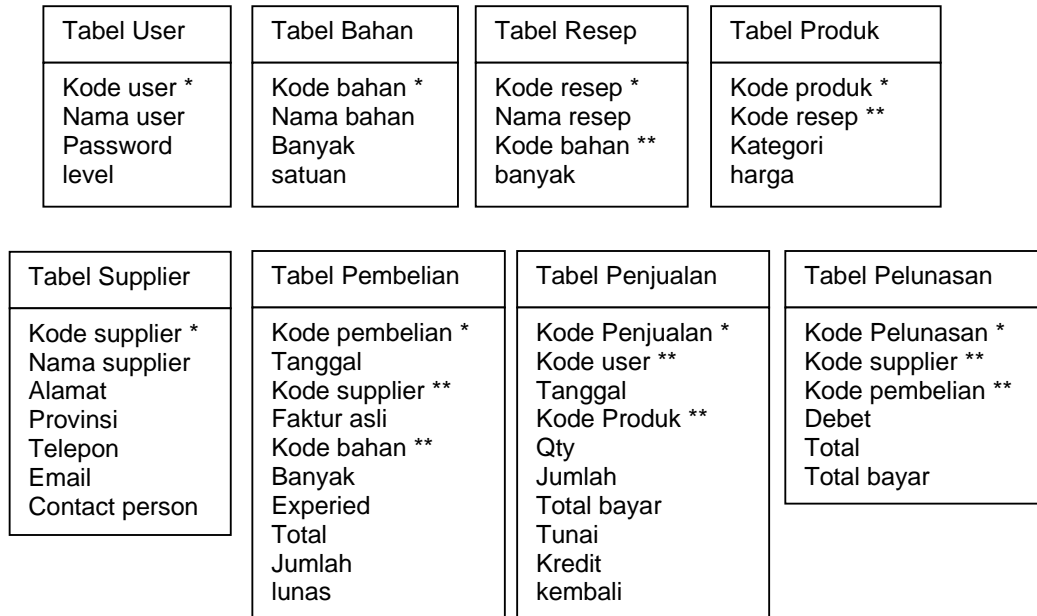 Tabel User
Kode user *
Nama user
Password
level
Tabel Bahan
Kode bahan *
Nama bahan
Banyak
satuan
Tabel Resep
Kode resep *
Nama resep
Kode bahan **
banyak
Tabel Produk
Kode produk *
Kode resep **
Kategori
harga
Tabel Supplier
Kode supplier *
Nama supplier
Alamat
Provinsi
Telepon
Email
Contact person
Tabel Pembelian
Kode pembelian *
Tanggal
Kode supplier **
Faktur asli
Kode bahan **
Banyak
Experied
Total
Jumlah
lunas
Tabel Penjualan
Kode Penjualan *
Kode user **
Tanggal
Kode Produk **
Qty
Jumlah
Total bayar
Tunai
Kredit
kembali
Tabel Pelunasan
Kode Pelunasan *
Kode supplier **
Kode pembelian **
Debet
Total
Total bayar